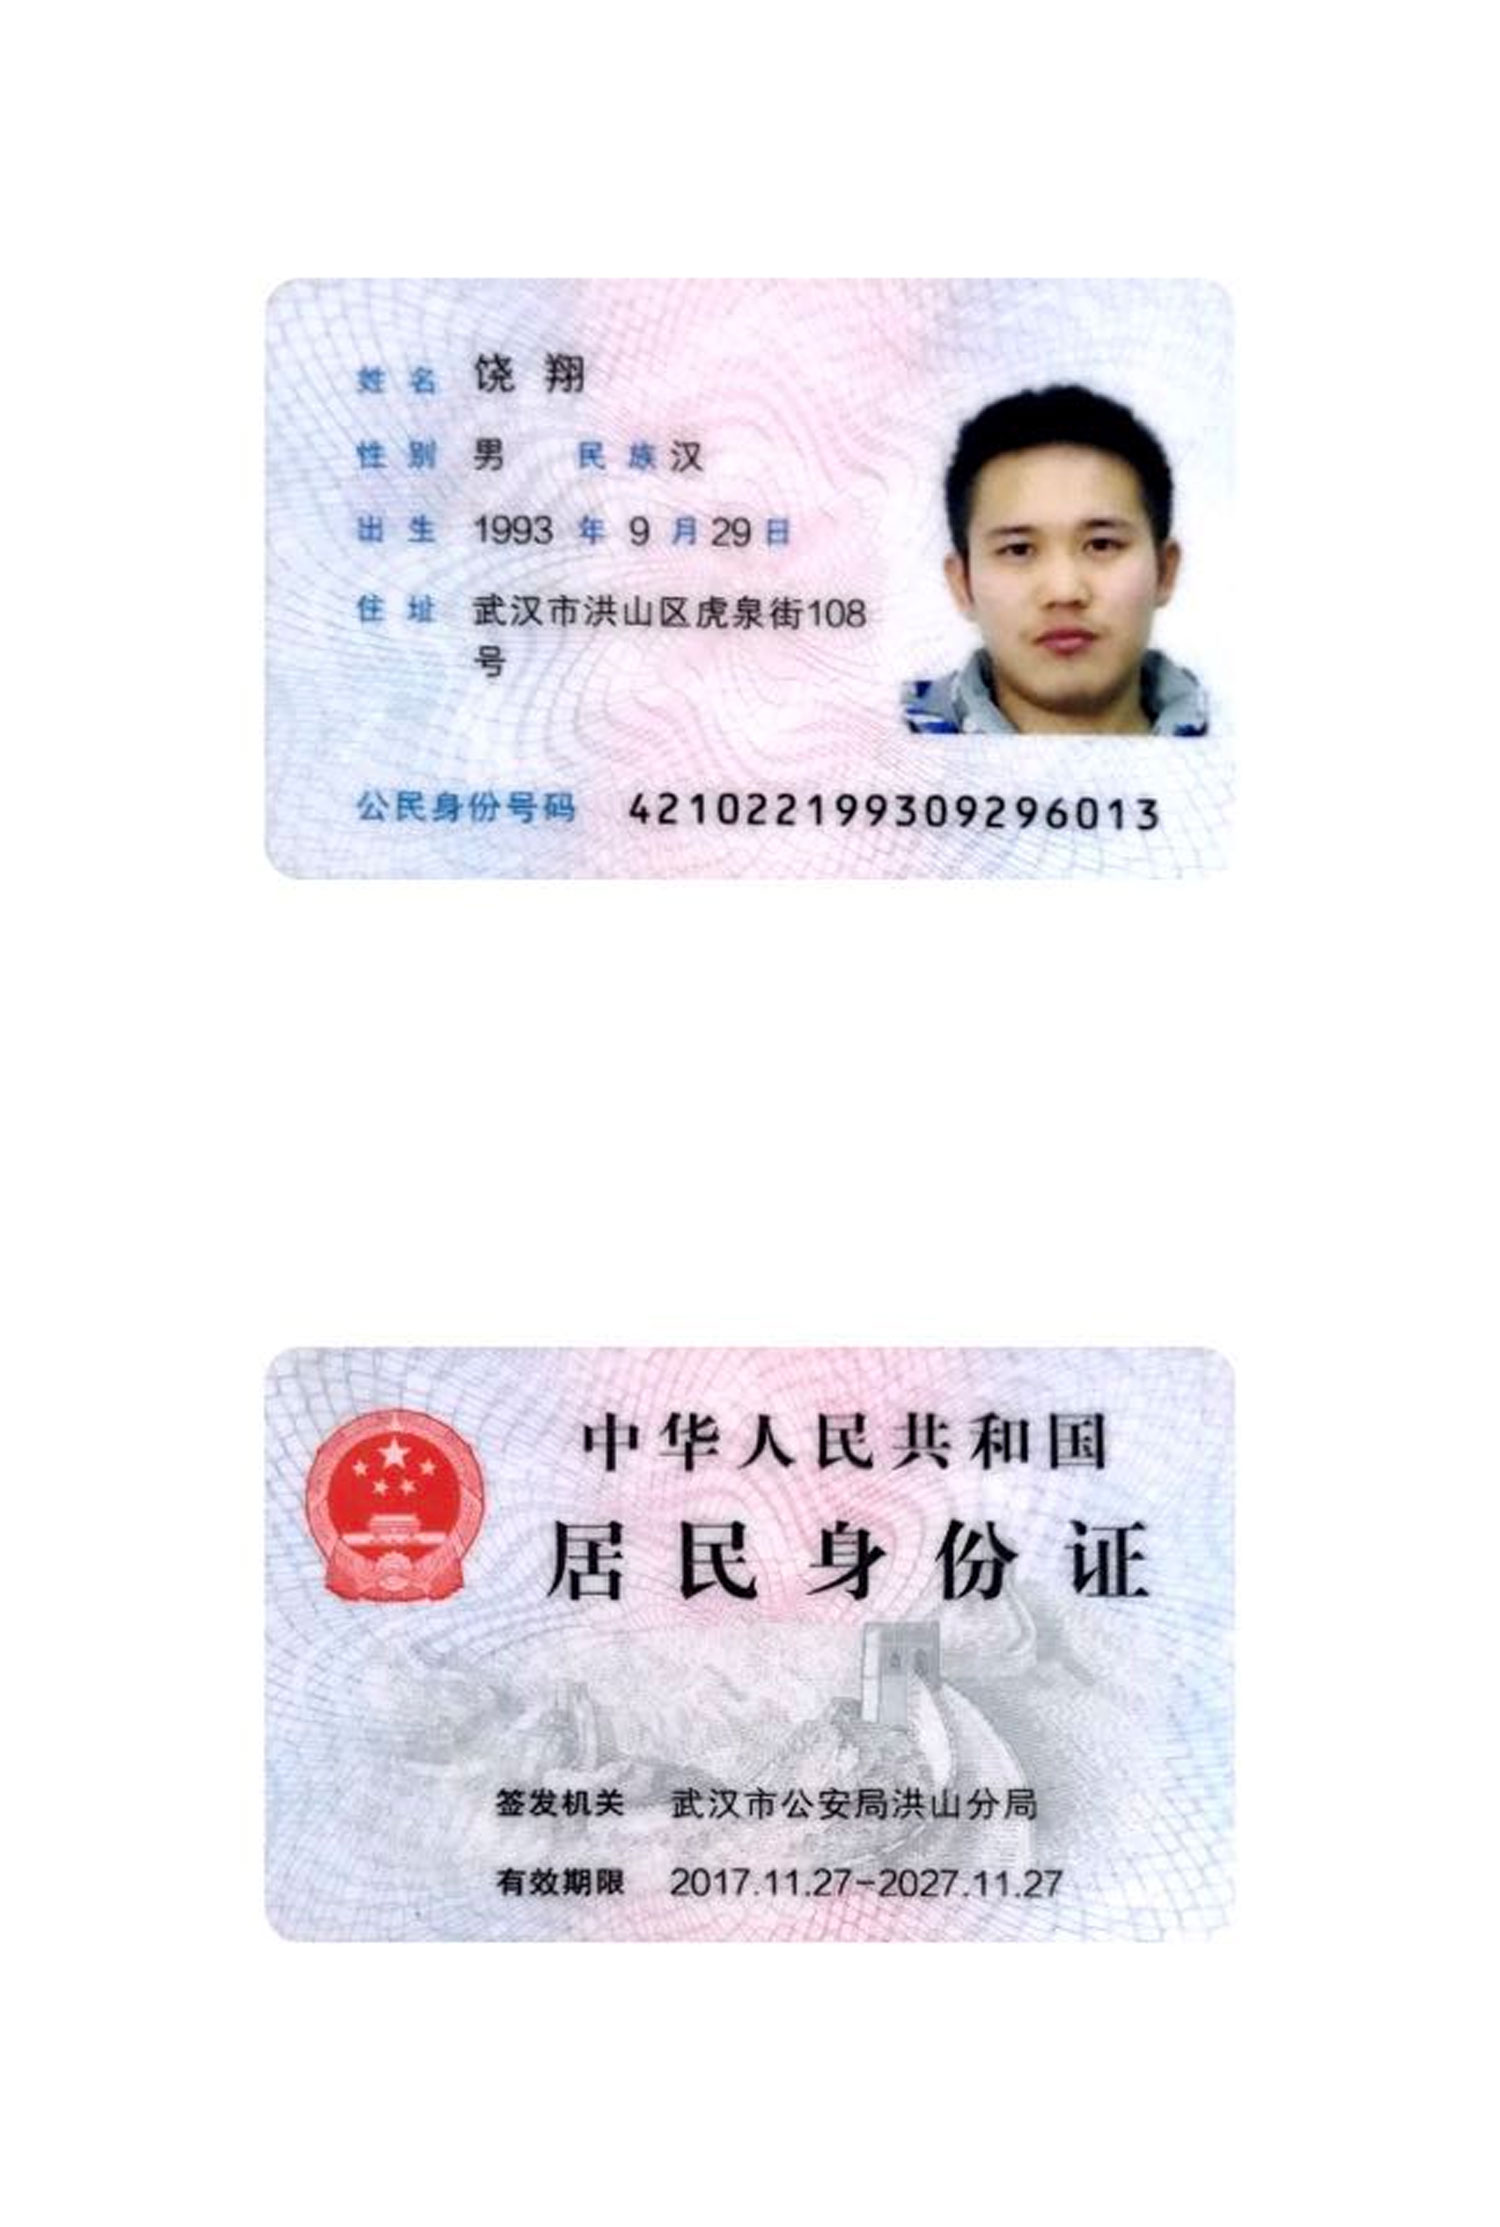 姓名 饶翔
性别 男 民族 汉
出生 1993 年 9 月 29 日
住址 武汉市洪山区虎泉街108
号
公民身份号码 421022199309296013
中华人民共和国
居民身份证
签发机关 武汉市公安局洪山分局
有效期限 2017.11.27-2027.11.27